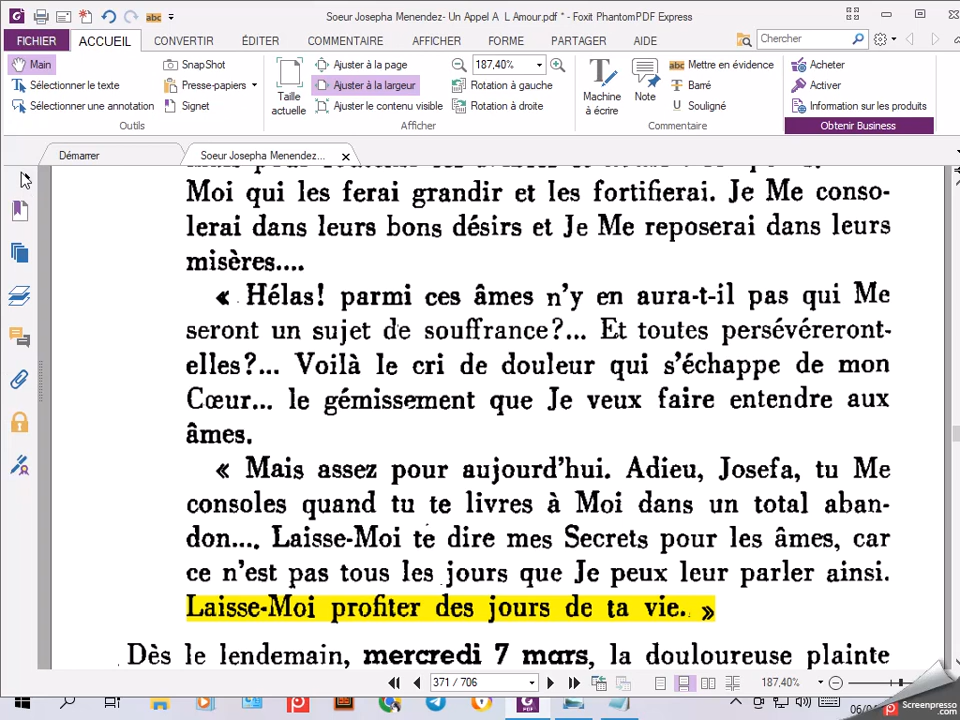 Soeur Josepha Menendez- Un Appel A L Amour.pdf * - Foxit PhantomPDF Express
FICHIER ACCUEIL CONVERTIR ÉDITER COMMENTAIRE AFFICHER FORME PARTAGER AIDE Chercher
Main SnapShot Ajuster à la page 187,40% Mettre en évidence Acheter
Sélectionner le texte Presse-papiers Ajuster à la largeur Rotation à gauche Barré Activer
Sélectionner une annotation Signet Taille actuelle Ajuster le contenu visible Rotation à droite Machine à écrire Note Souligné Information sur les produits
Outils Afficher Commentaire Obtenir Business
Démarrer Soeur Josepha Menendez...
Moi qui les ferai grandir et les fortifierai. Je Me conso-
lerai dans leurs bons désirs et Je Me reposerai dans leurs
misères....
« Hélas! parmi ces âmes n'y en aura-t-il pas qui Me
seront un sujet de souffrance?... Et toutes persévéreront-
elles?... Voilà le cri de douleur qui s'échappe de mon
Cœur... le gémissement que Je veux faire entendre aux
âmes.
« Mais assez pour aujourd'hui. Adieu, Josefa, tu Me
consoles quand tu te livres à Moi dans un total aban-
don.... Laisse-Moi te dire mes Secrets pour les âmes, car
ce n'est pas tous les jours que Je peux leur parler ainsi.
Laisse-Moi profiter des jours de ta vie. »
Dès le lendemain, mercredi 7 mars, la douloureuse plainte
371 / 706 187,40%
Screenpresso
.com